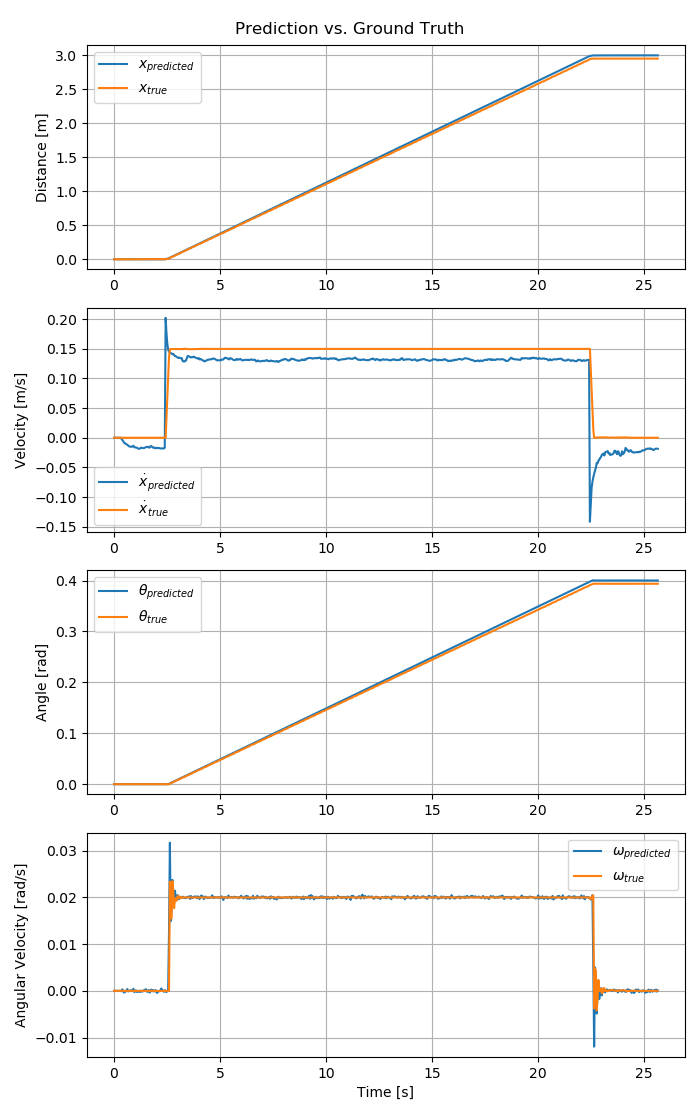 Prediction vs. Ground Truth
3.0
2.5
2.0
1.5
1.0
0.5
0.0
Distance [m]
x_predicted
x_true
0 5 10 15 20 25
0.20
0.15
0.10
0.05
0.00
−0.05
−0.10
−0.15
Velocity [m/s]
ẋ_predicted
ẋ_true
0 5 10 15 20 25
0.4
0.3
0.2
0.1
0.0
Angle [rad]
θ_predicted
θ_true
0 5 10 15 20 25
0.03
0.02
0.01
0.00
−0.01
Angular Velocity [rad/s]
ω_predicted
ω_true
0 5 10 15 20 25
Time [s]